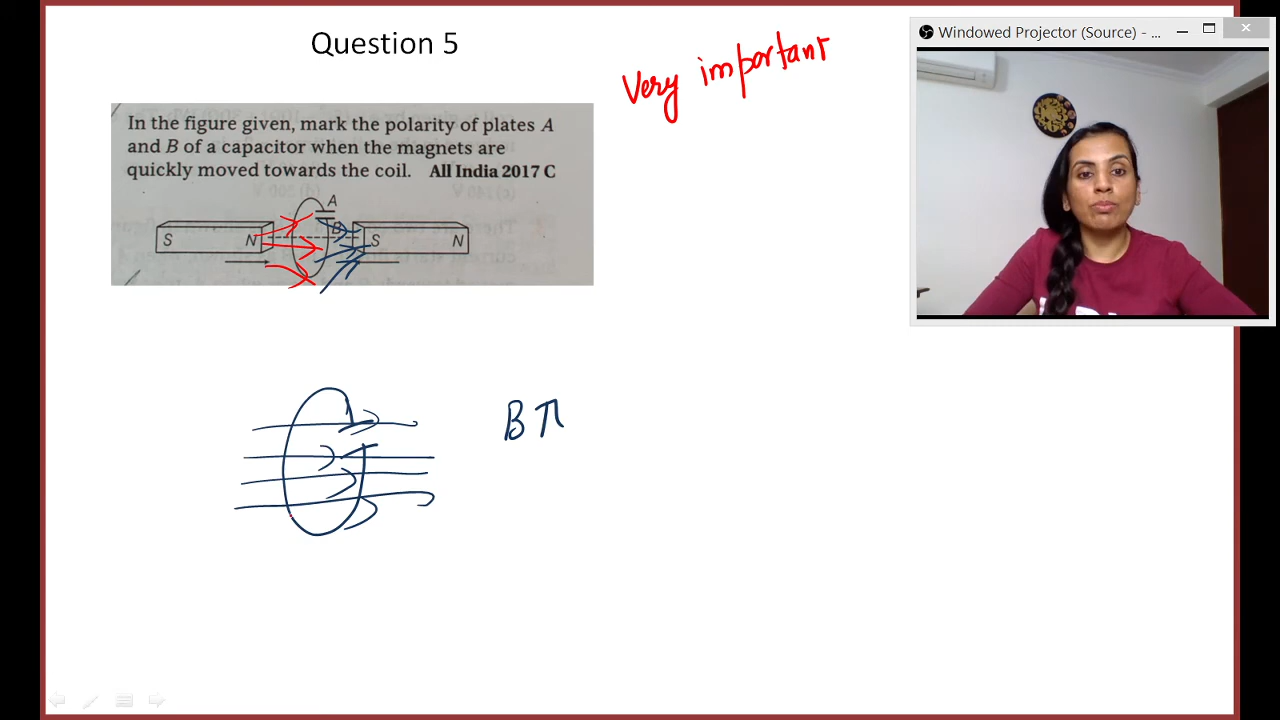 Question 5
Very important
Windowed Projector (Source) - ...
In the figure given, mark the polarity of plates A
and B of a capacitor when the magnets are
quickly moved towards the coil. All India 2017 C
A
B
S N S N
B π